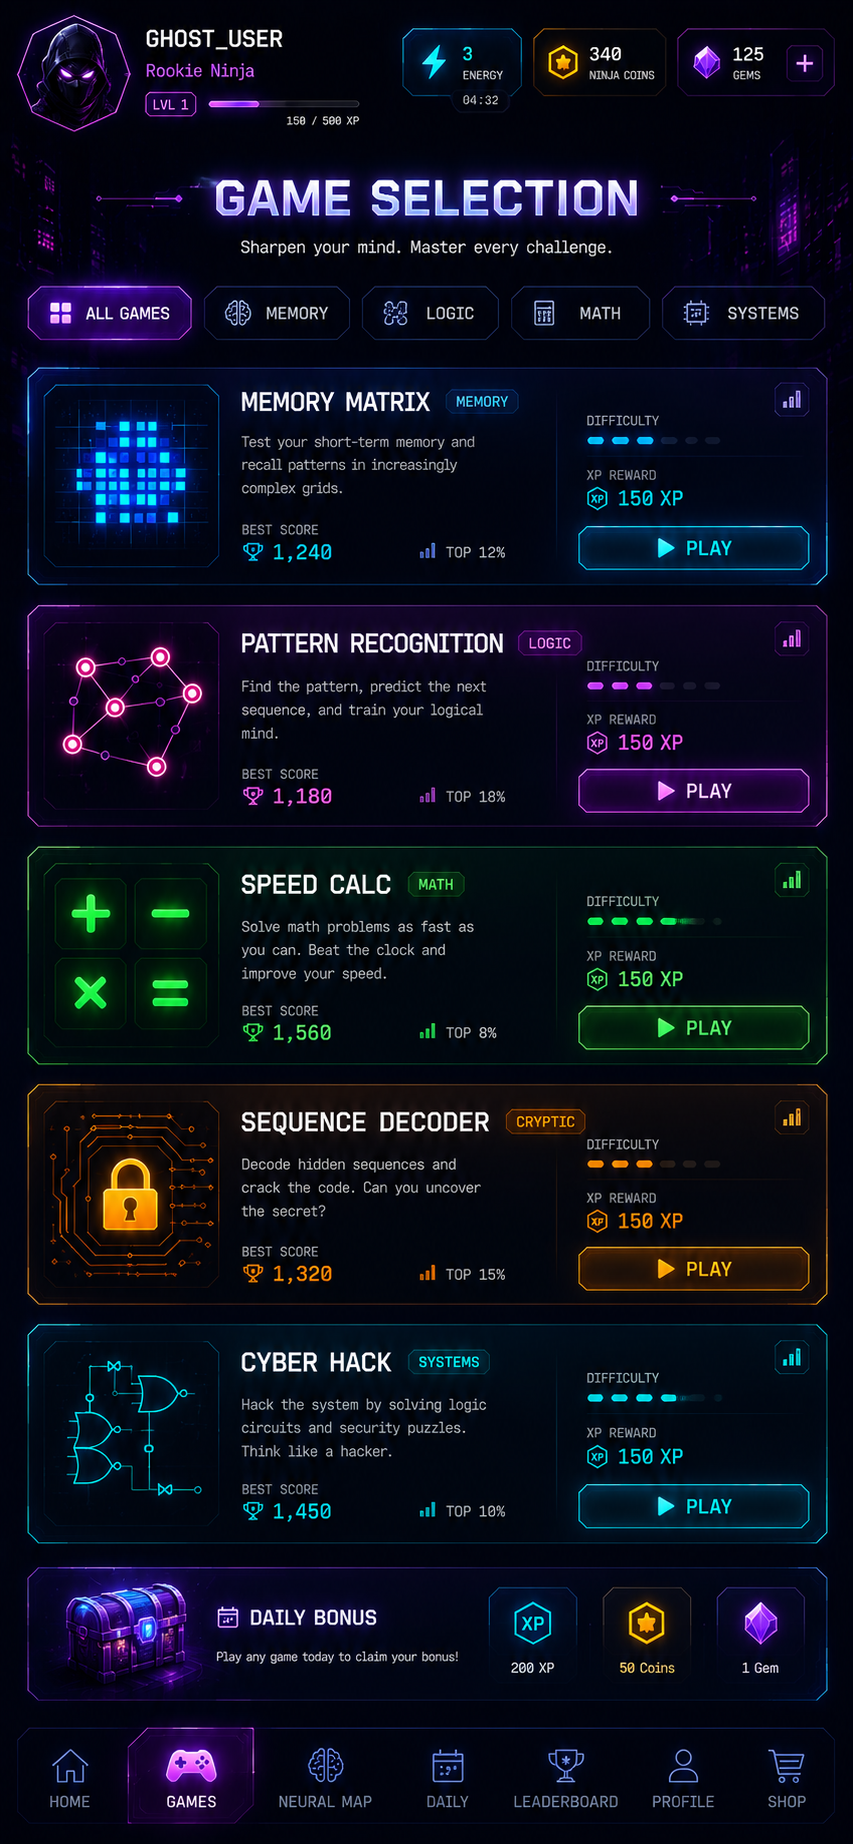 GHOST_USER
Rookie Ninja
LVL 1
150 / 500 XP
3
ENERGY
04:32
340
NINJA COINS
125
GEMS
GAME SELECTION
Sharpen your mind. Master every challenge.
ALL GAMES
MEMORY
LOGIC
MATH
SYSTEMS
MEMORY MATRIX
MEMORY
Test your short-term memory and
recall patterns in increasingly
complex grids.
BEST SCORE
1,240
TOP 12%
DIFFICULTY
XP REWARD
XP 150 XP
PLAY
PATTERN RECOGNITION
LOGIC
Find the pattern, predict the next
sequence, and train your logical
mind.
BEST SCORE
1,180
TOP 18%
DIFFICULTY
XP REWARD
XP 150 XP
PLAY
SPEED CALC
MATH
Solve math problems as fast as
you can. Beat the clock and
improve your speed.
BEST SCORE
1,560
TOP 8%
DIFFICULTY
XP REWARD
XP 150 XP
PLAY
SEQUENCE DECODER
CRYPTIC
Decode hidden sequences and
crack the code. Can you uncover
the secret?
BEST SCORE
1,320
TOP 15%
DIFFICULTY
XP REWARD
XP 150 XP
PLAY
CYBER HACK
SYSTEMS
Hack the system by solving logic
circuits and security puzzles.
Think like a hacker.
BEST SCORE
1,450
TOP 10%
DIFFICULTY
XP REWARD
XP 150 XP
PLAY
DAILY BONUS
Play any game today to claim your bonus!
XP
200 XP
50 Coins
1 Gem
HOME
GAMES
NEURAL MAP
DAILY
LEADERBOARD
PROFILE
SHOP